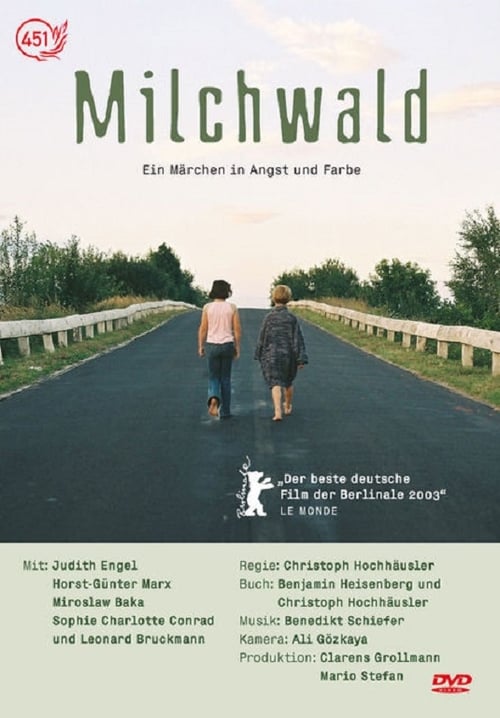 451
Milchwald
Ein Märchen in Angst und Farbe
Berlinale
„Der beste deutsche
Film der Berlinale 2003“
LE MONDE
Mit: Judith Engel
Horst-Günter Marx
Miroslaw Baka
Sophie Charlotte Conrad
und Leonard Bruckmann
Regie: Christoph Hochhäusler
Buch: Benjamin Heisenberg und
Christoph Hochhäusler
Musik: Benedikt Schiefer
Kamera: Ali Gözkaya
Produktion: Clarens Grollmann
Mario Stefan
DVD
VIDEO